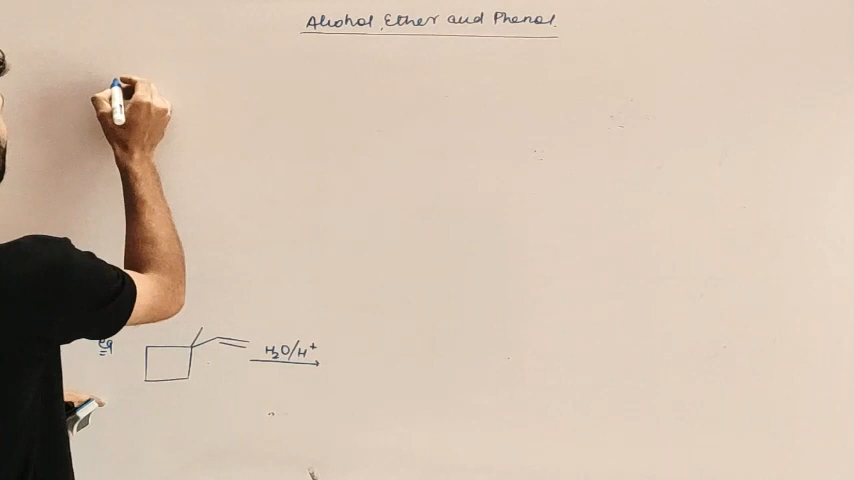 Alcohol, Ether and Phenol.
eg
H₂O/H⁺